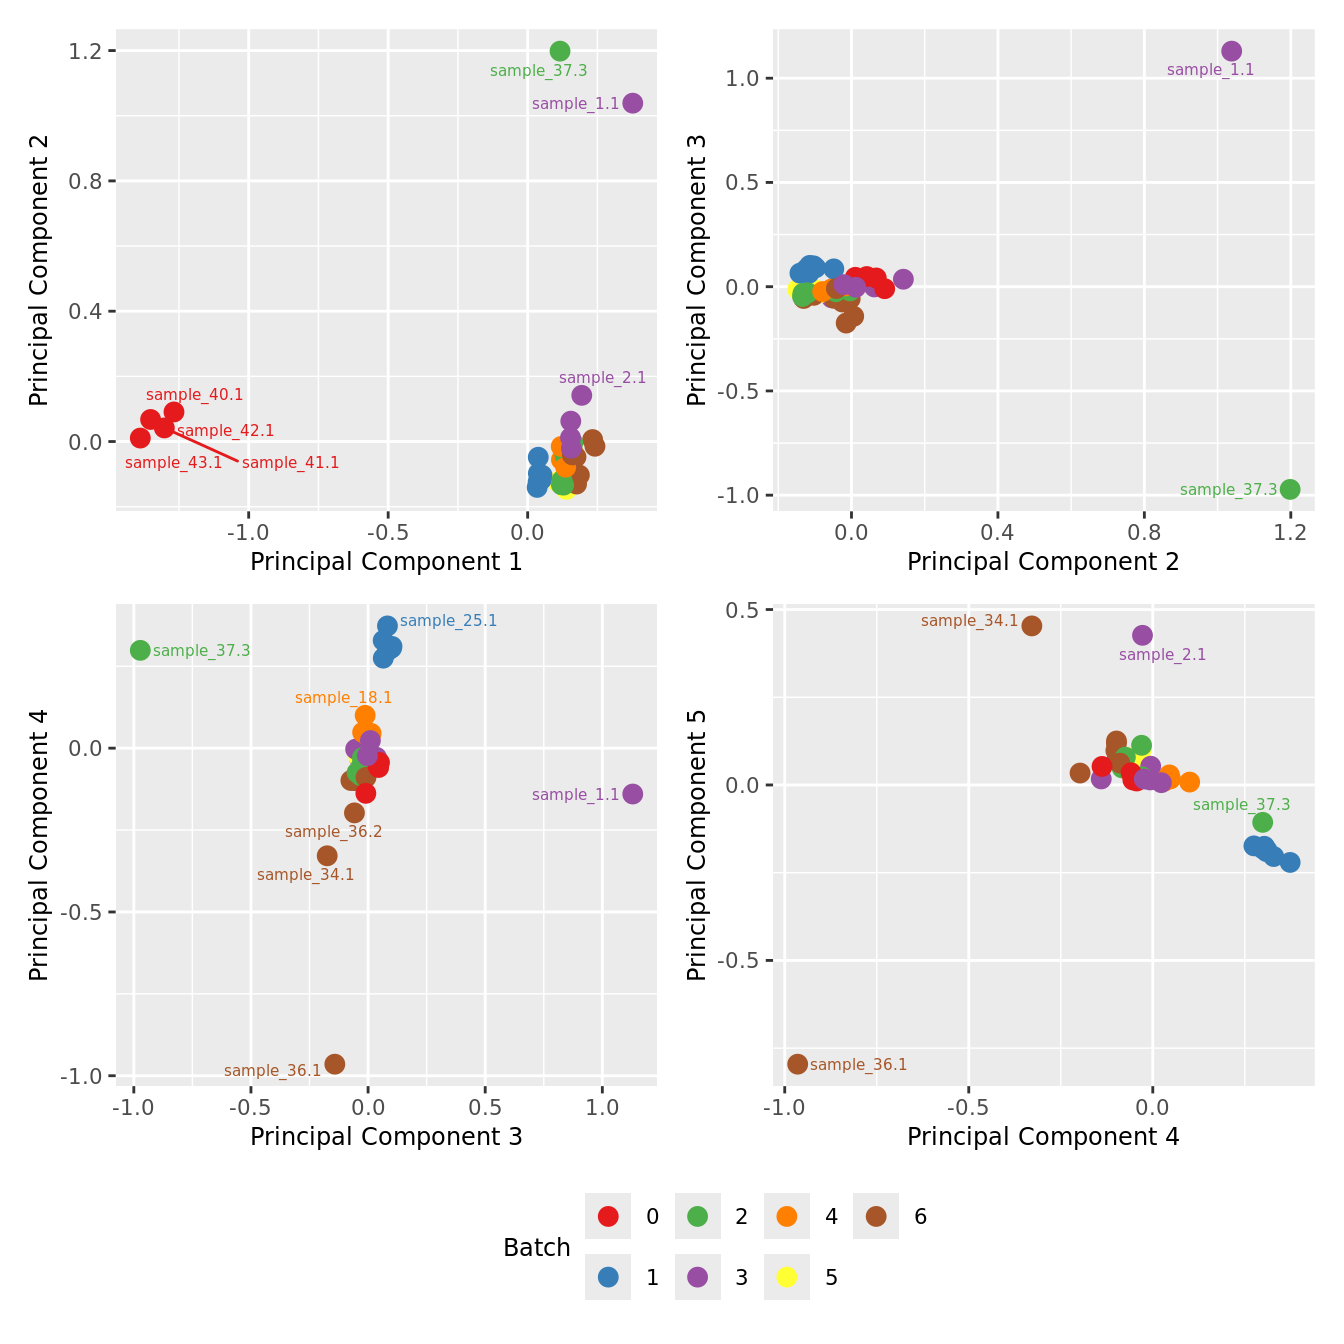 1.2
0.8
0.4
0.0
Principal Component 2
sample_37.3
sample_1.1
sample_2.1
sample_40.1
sample_42.1
sample_43.1
sample_41.1
-1.0
-0.5
0.0
Principal Component 1
1.0
0.5
0.0
-0.5
-1.0
Principal Component 3
sample_1.1
sample_37.3
0.0
0.4
0.8
1.2
Principal Component 2
0.0
-0.5
-1.0
Principal Component 4
sample_25.1
sample_37.3
sample_18.1
sample_1.1
sample_36.2
sample_34.1
sample_36.1
-1.0
-0.5
0.0
0.5
1.0
Principal Component 3
0.5
0.0
-0.5
Principal Component 5
sample_34.1
sample_2.1
sample_37.3
sample_36.1
-1.0
-0.5
0.0
Principal Component 4
Batch
0
2
4
6
1
3
5